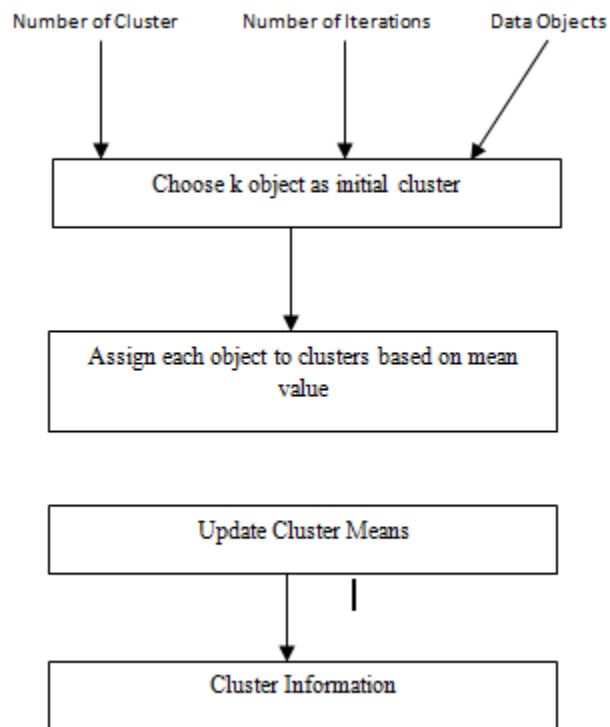 Number of Cluster
Number of Iterations
Data Objects
Choose k object as initial cluster
Assign each object to clusters based on mean
value
Update Cluster Means
Cluster Information